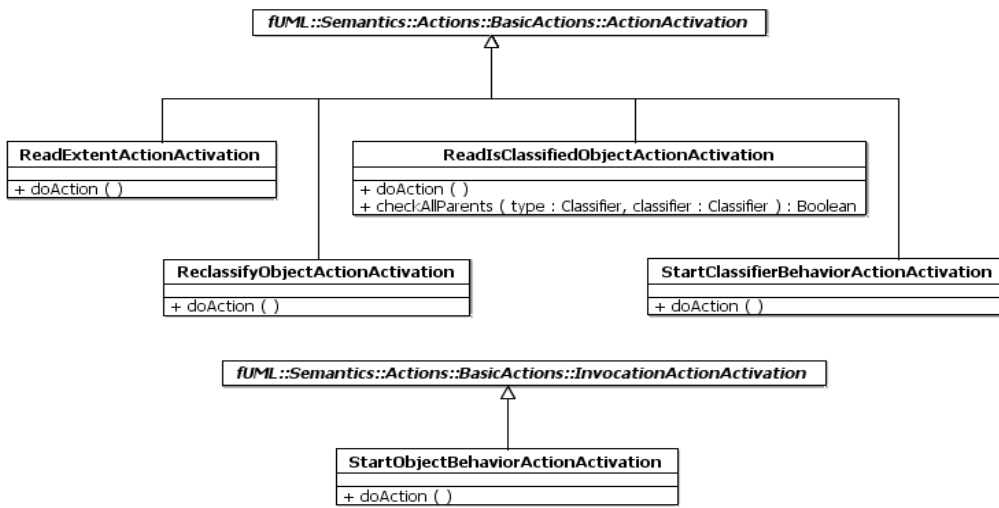 fUML::Semantics::Actions::BasicActions::ActionActivation
ReadExtentActionActivation
+ doAction ( )
ReadIsClassifiedObjectActionActivation
+ doAction ( )
+ checkAllParents ( type : Classifier, classifier : Classifier ) : Boolean
ReclassifyObjectActionActivation
+ doAction ( )
StartClassifierBehaviorActionActivation
+ doAction ( )
fUML::Semantics::Actions::BasicActions::InvocationActionActivation
StartObjectBehaviorActionActivation
+ doAction ( )